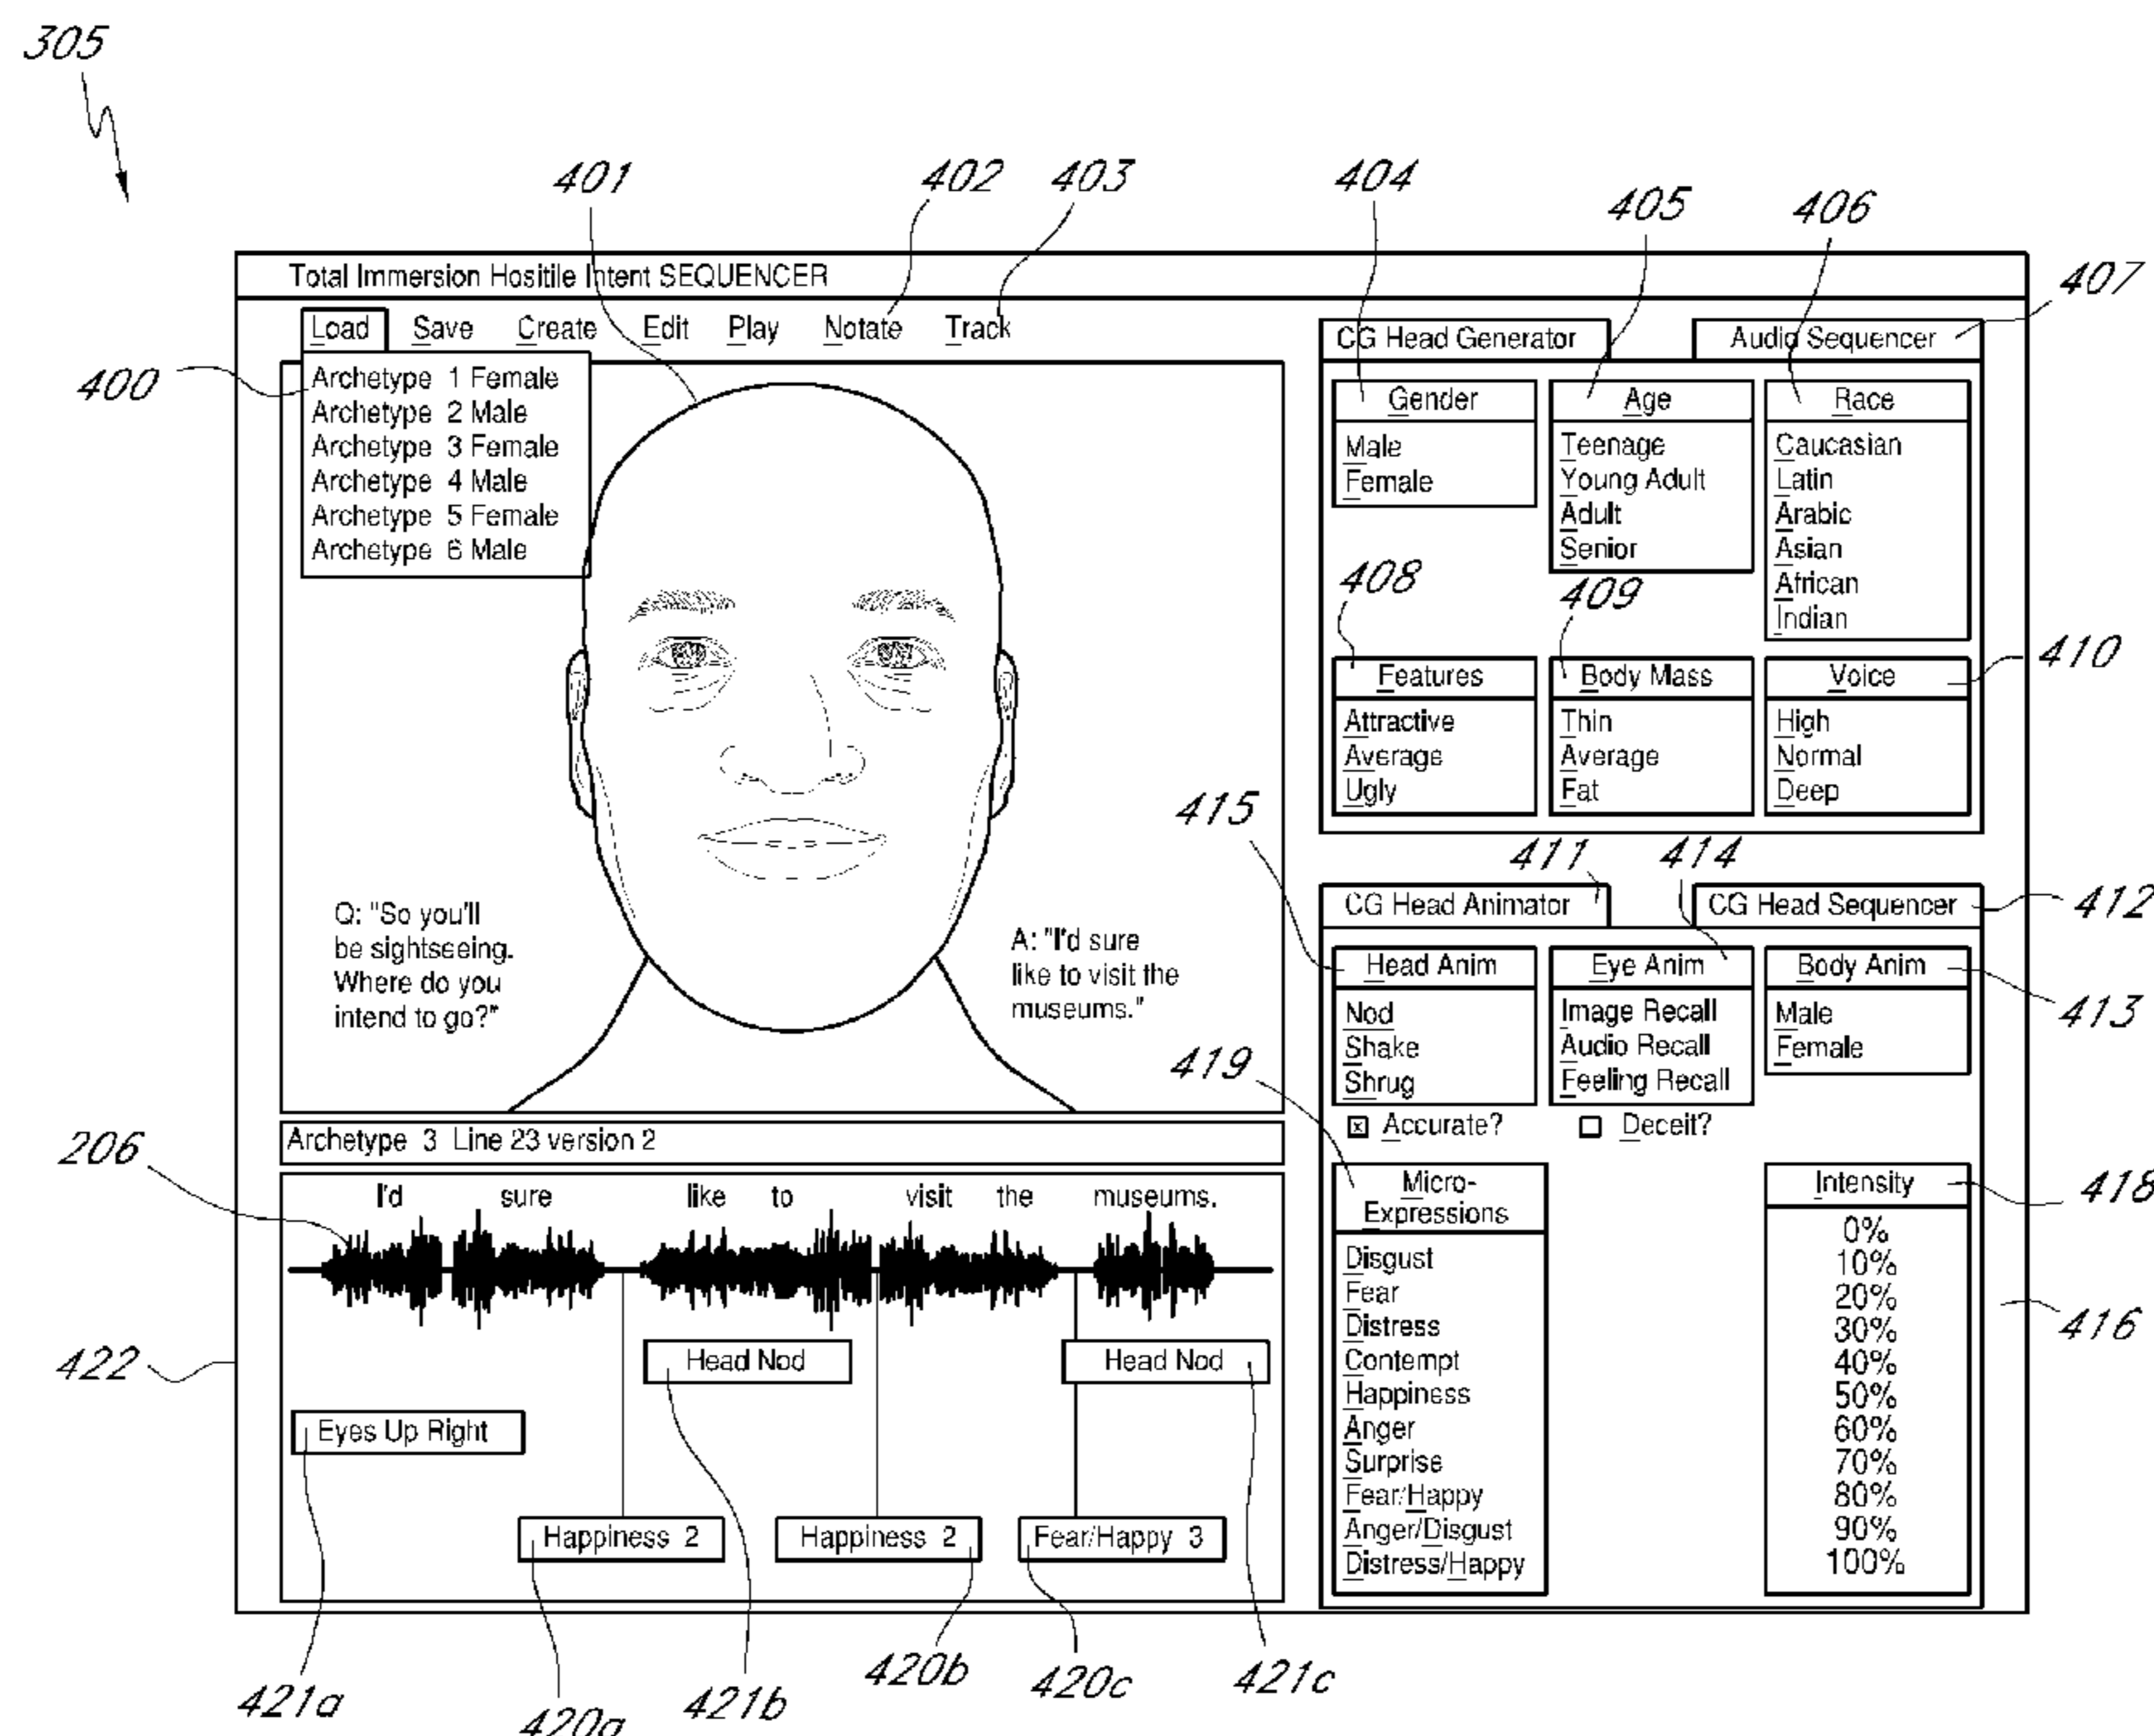 305
401
402
403
404
405
406
407
Total Immersion Hositile Intent SEQUENCER
Load Save Create Edit Play Notate Track
400
Archetype 1 Female
Archetype 2 Male
Archetype 3 Female
Archetype 4 Male
Archetype 5 Female
Archetype 6 Male
Q: "So you'll
be sightseeing.
Where do you
intend to go?"
A: "I'd sure
like to visit the
museums."
CG Head Generator
Audio Sequencer
Gender
Male
Female
Age
Teenage
Young Adult
Adult
Senior
Race
Caucasian
Latin
Arabic
Asian
African
Indian
408
409
410
Features
Attractive
Average
Ugly
Body Mass
Thin
Average
Fat
Voice
High
Normal
Deep
415
411
414
412
CG Head Animator
CG Head Sequencer
Head Anim
Nod
Shake
Shrug
Eye Anim
Image Recall
Audio Recall
Feeling Recall
Body Anim
Male
Female
413
419
x Accurate?
Deceit?
Micro-
Expressions
Disgust
Fear
Distress
Contempt
Happiness
Anger
Surprise
Fear/Happy
Anger/Disgust
Distress/Happy
Intensity
0%
10%
20%
30%
40%
50%
60%
70%
80%
90%
100%
418
416
206
Archetype 3 Line 23 version 2
I'd sure like to visit the museums.
422
Head Nod
Head Nod
Eyes Up Right
Happiness 2
Happiness 2
Fear/Happy 3
421a
420a
421b
420b
420c
421c